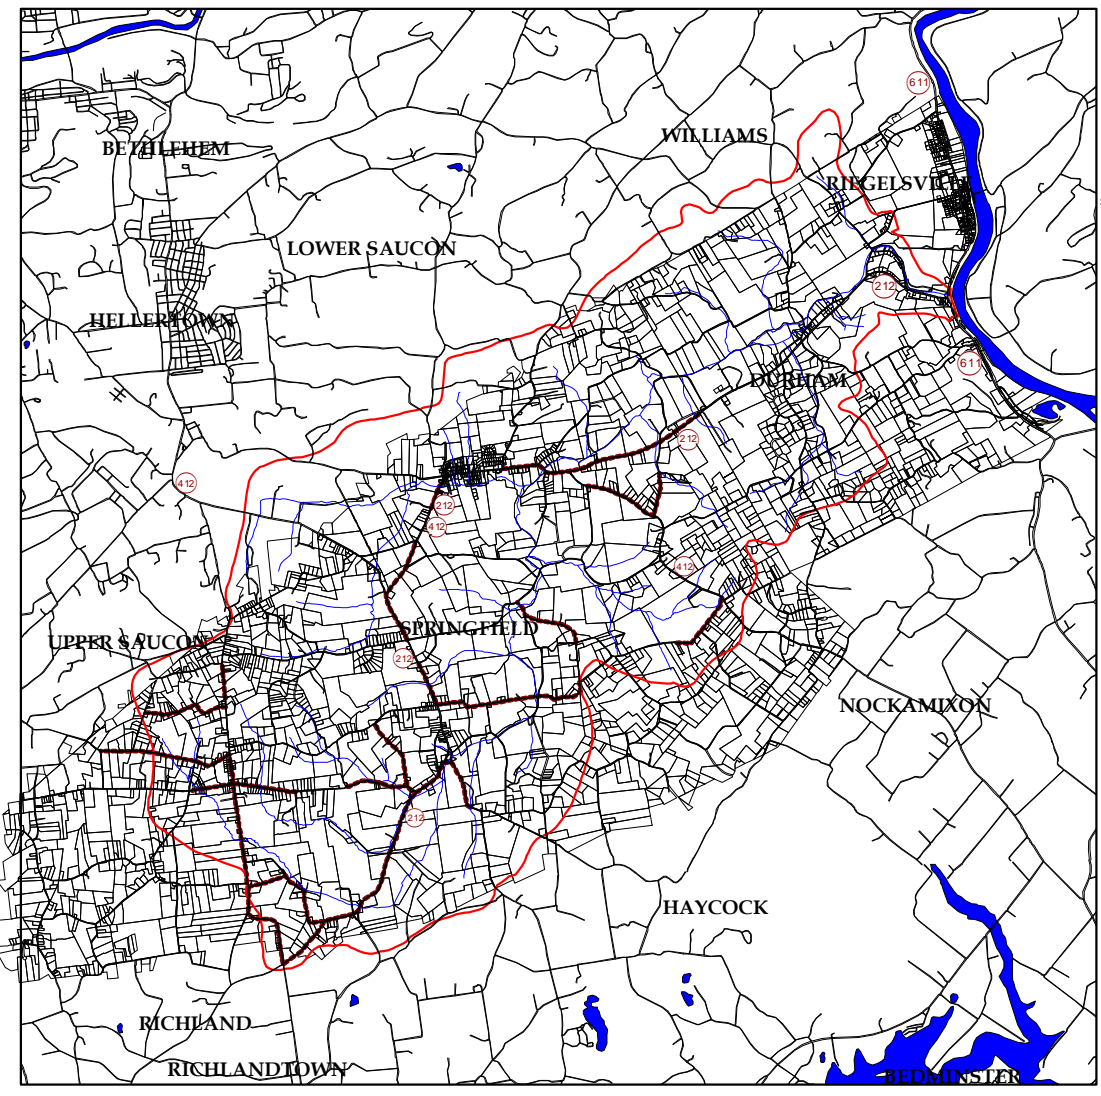 611
WILLIAMS
BETHLEHEM
RIEGELSVILLE
LOWER SAUCON
212
HELLERTOWN
611
DURHAM
212
412
212
412
412
SPRINGFIELD
UPPER SAUCON
212
NOCKAMIXON
212
HAYCOCK
RICHLAND
RICHLANDTOWN
BEDMINSTER